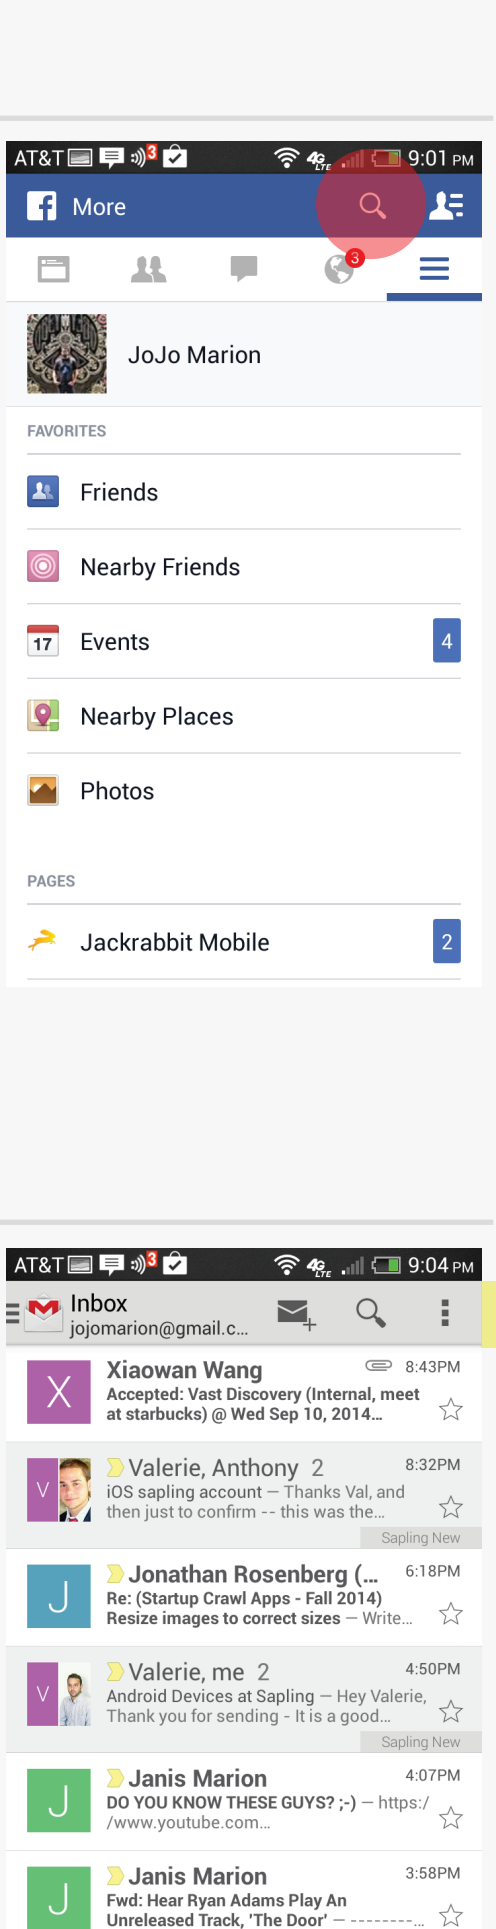 AT&T 3 4G LTE 9:01 PM
f More
3
JoJo Marion
FAVORITES
Friends
Nearby Friends
17 Events 4
Nearby Places
Photos
PAGES
Jackrabbit Mobile 2
AT&T 3 4G LTE 9:04 PM
Inbox
jojomarion@gmail.c...
X Xiaowan Wang 8:43PM
Accepted: Vast Discovery (Internal, meet
at starbucks) @ Wed Sep 10, 2014...
V Valerie, Anthony 2 8:32PM
iOS sapling account — Thanks Val, and
then just to confirm -- this was the...
Sapling New
J Jonathan Rosenberg (... 6:18PM
Re: (Startup Crawl Apps - Fall 2014)
Resize images to correct sizes — Write...
V Valerie, me 2 4:50PM
Android Devices at Sapling — Hey Valerie,
Thank you for sending - It is a good...
Sapling New
J Janis Marion 4:07PM
DO YOU KNOW THESE GUYS? ;-) — https:/
/www.youtube.com...
J Janis Marion 3:58PM
Fwd: Hear Ryan Adams Play An
Unreleased Track, 'The Door' — --------...